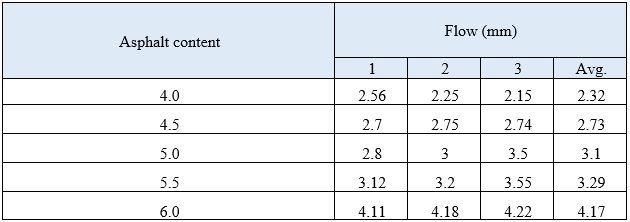 Asphalt content Flow (mm)
1 2 3 Avg.
4.0 2.56 2.25 2.15 2.32
4.5 2.7 2.75 2.74 2.73
5.0 2.8 3 3.5 3.1
5.5 3.12 3.2 3.55 3.29
6.0 4.11 4.18 4.22 4.17